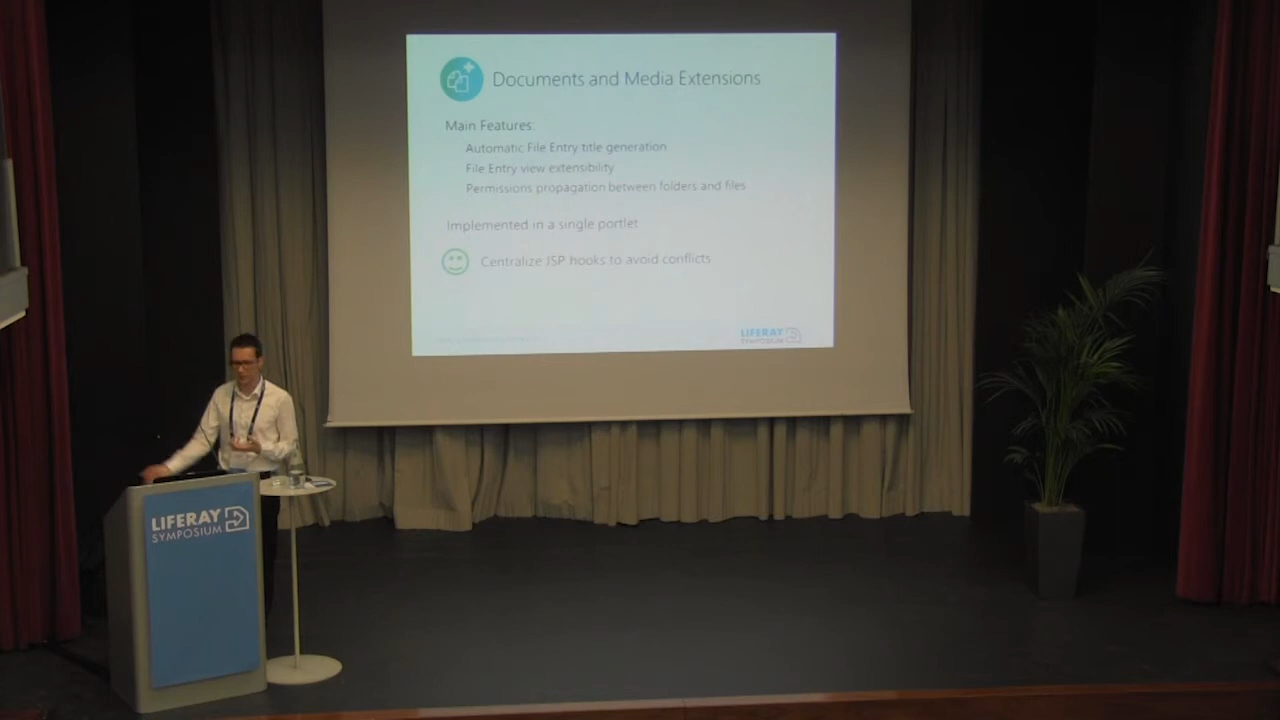 Documents and Media Extensions
Main Features:
Automatic File Entry title generation
File Entry view extensibility
Permissions propagation between folders and files
Implemented in a single portlet
Centralize JSP hooks to avoid conflicts
LIFERAY
SYMPOSIUM
LIFERAY
SYMPOSIUM